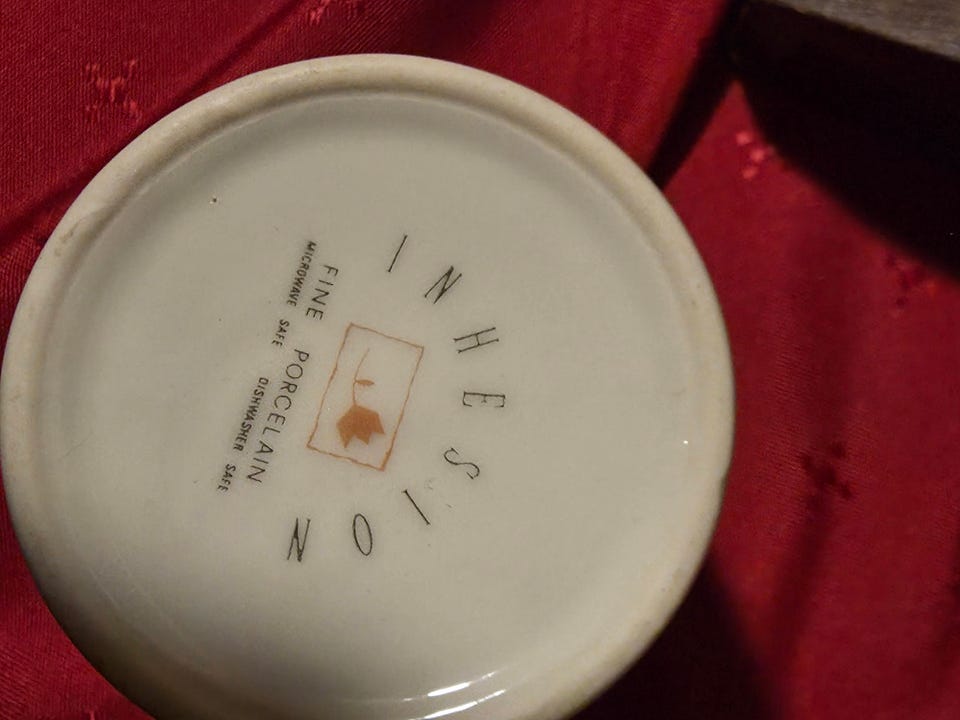 INHESION
FINE PORCELAIN
MICROWAVE SAFE DISHWASHER SAFE